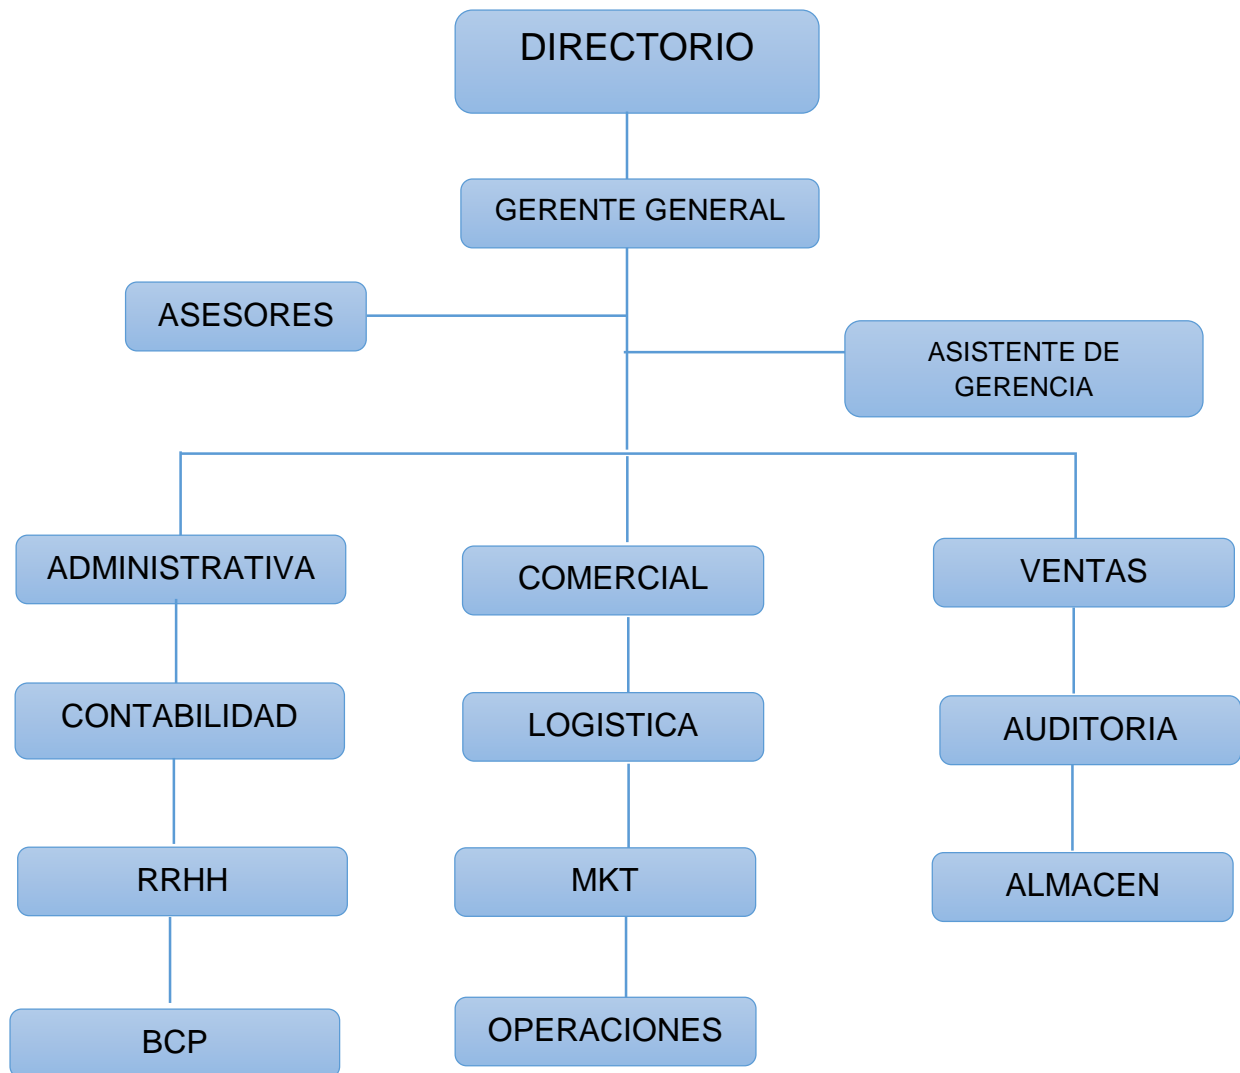 DIRECTORIO
GERENTE GENERAL
ASESORES
ASISTENTE DE
GERENCIA
ADMINISTRATIVA
COMERCIAL
VENTAS
CONTABILIDAD
LOGISTICA
AUDITORIA
RRHH
MKT
ALMACEN
BCP
OPERACIONES